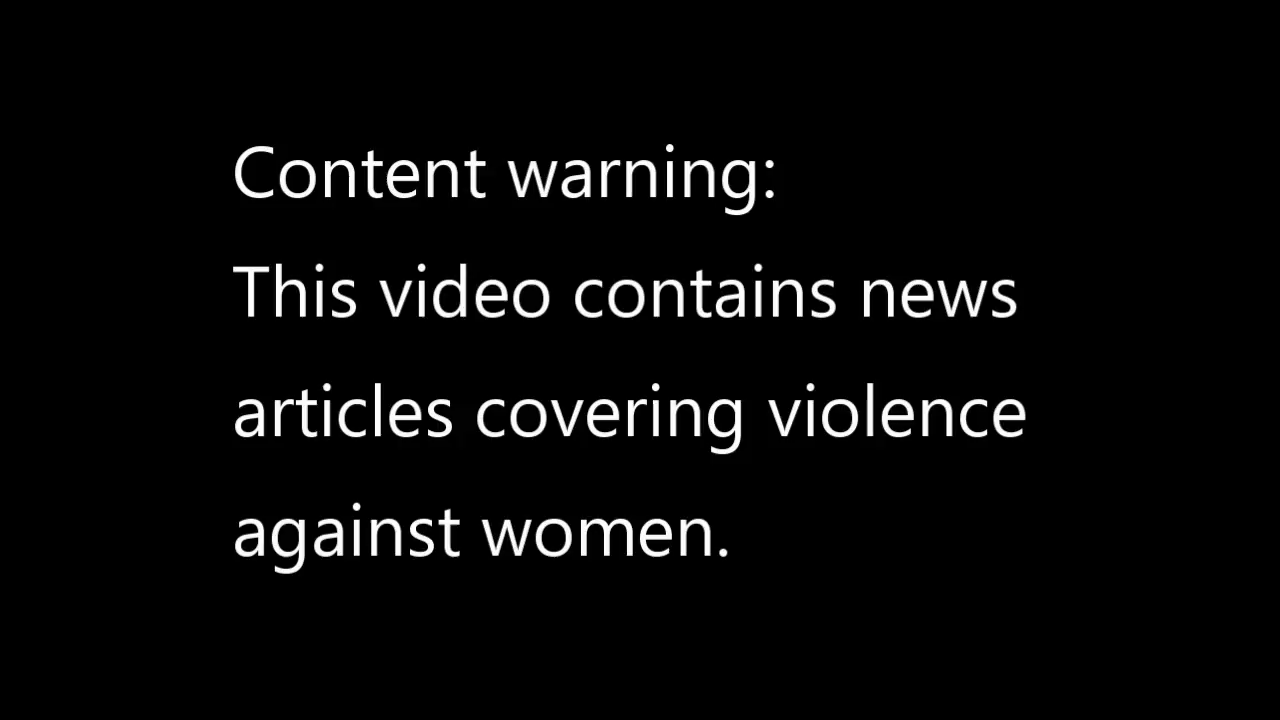 Content warning:
This video contains news
articles covering violence
against women.